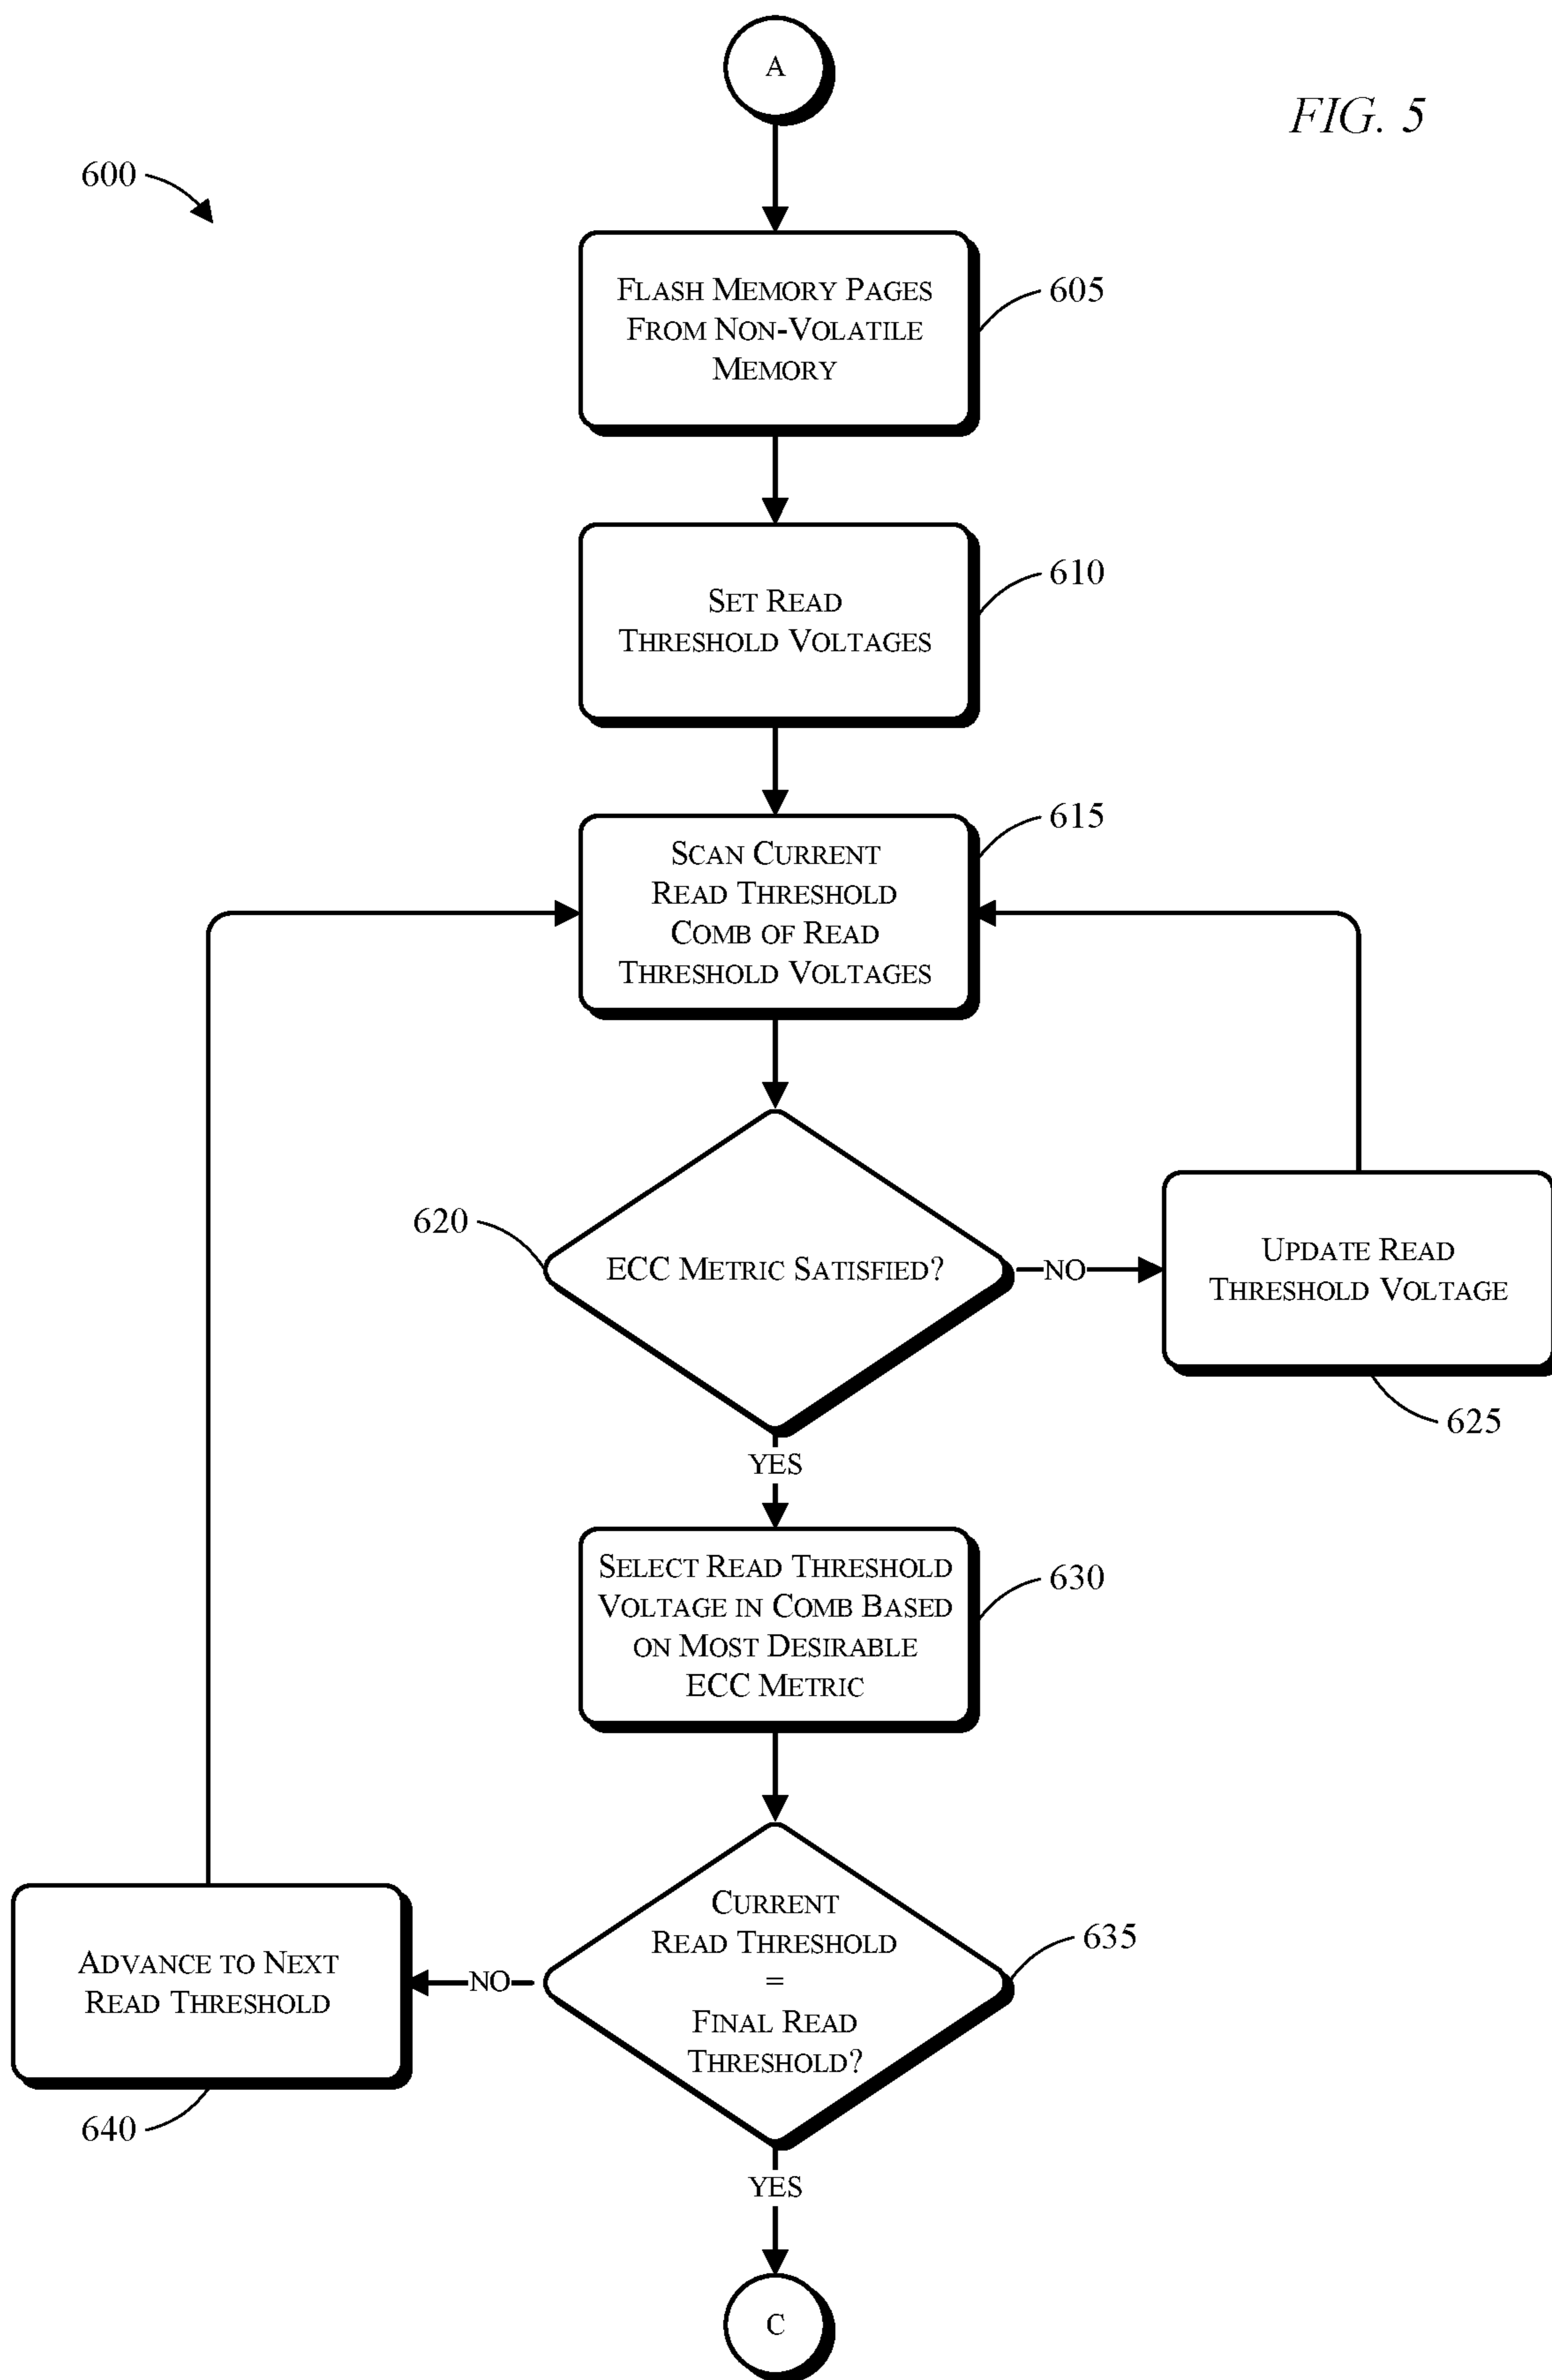 A
FIG. 5
600
FLASH MEMORY PAGES
FROM NON-VOLATILE
MEMORY
605
SET READ
THRESHOLD VOLTAGES
610
SCAN CURRENT
READ THRESHOLD
COMB OF READ
THRESHOLD VOLTAGES
615
620
ECC METRIC SATISFIED?
NO
UPDATE READ
THRESHOLD VOLTAGE
625
YES
SELECT READ THRESHOLD
VOLTAGE IN COMB BASED
ON MOST DESIRABLE
ECC METRIC
630
CURRENT
READ THRESHOLD
=
FINAL READ
THRESHOLD?
635
NO
ADVANCE TO NEXT
READ THRESHOLD
640
YES
C